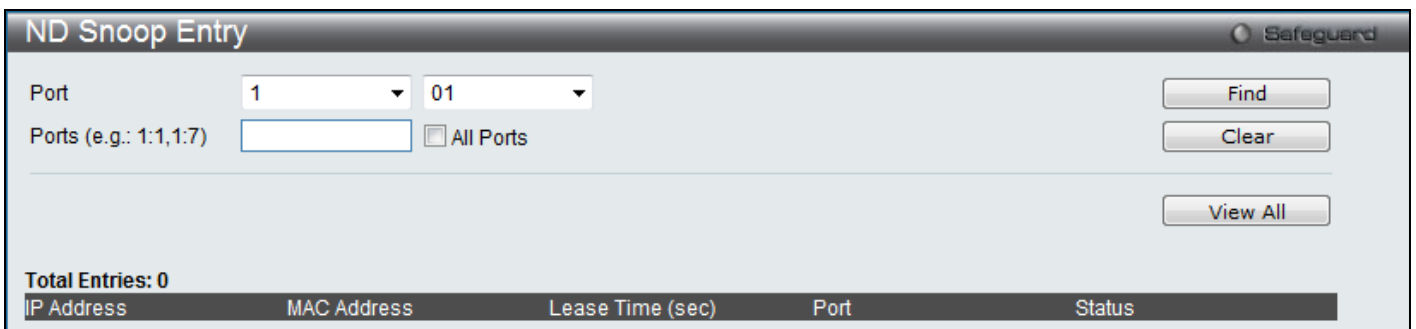 ND Snoop Entry Safeguard
Port 1 01 Find
Ports (e.g.: 1:1,1:7) All Ports Clear
View All
Total Entries: 0
IP Address MAC Address Lease Time (sec) Port Status